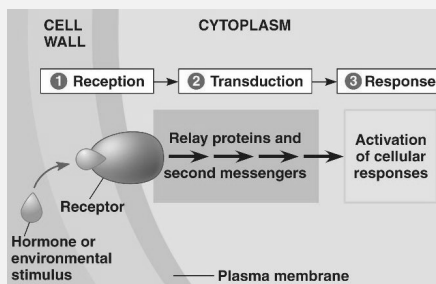 CELL
WALL
CYTOPLASM
1 Reception
2 Transduction
3 Response
Relay proteins and
second messengers
Activation
of cellular
responses
Receptor
Hormone or
environmental
stimulus
Plasma membrane